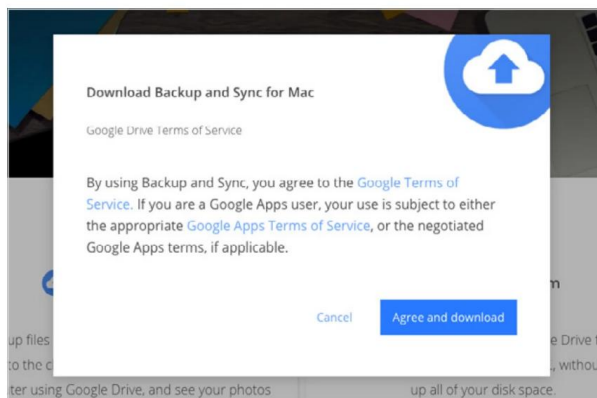 Download Backup and Sync for Mac
Google Drive Terms of Service
By using Backup and Sync, you agree to the Google Terms of
Service. If you are a Google Apps user, your use is subject to either
the appropriate Google Apps Terms of Service, or the negotiated
Google Apps terms, if applicable.
Cancel
Agree and download
m
up files
e Drive
to the c
, withou
ter using Google Drive, and see your photos
up all of your disk space.